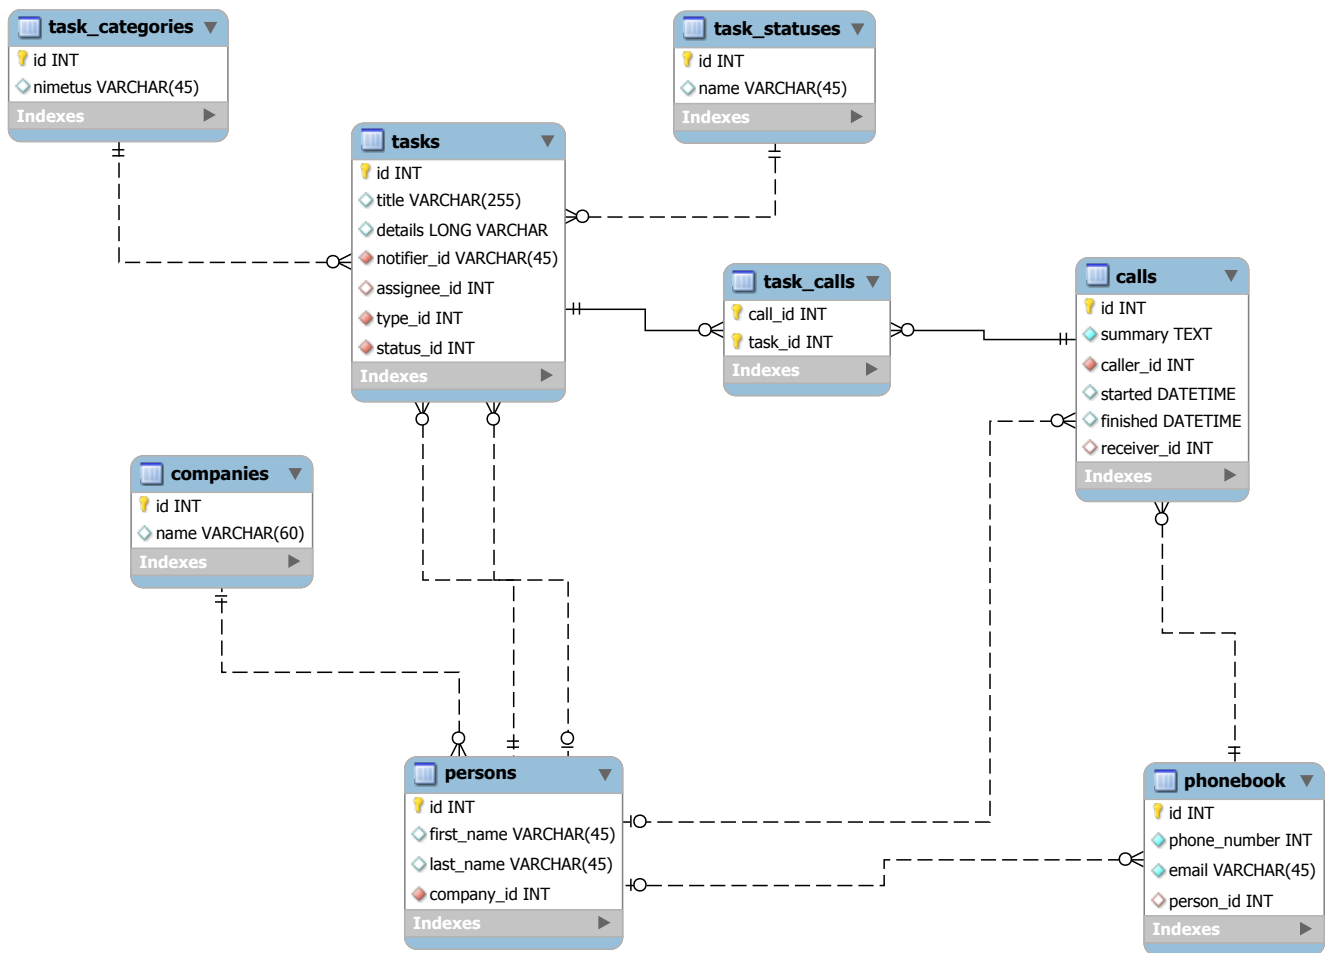 task_categories
id INT
nimetus VARCHAR(45)
Indexes
task_statuses
id INT
name VARCHAR(45)
Indexes
tasks
id INT
title VARCHAR(255)
details LONG VARCHAR
notifier_id VARCHAR(45)
assignee_id INT
type_id INT
status_id INT
Indexes
task_calls
call_id INT
task_id INT
Indexes
calls
id INT
summary TEXT
caller_id INT
started DATETIME
finished DATETIME
receiver_id INT
Indexes
companies
id INT
name VARCHAR(60)
Indexes
persons
id INT
first_name VARCHAR(45)
last_name VARCHAR(45)
company_id INT
Indexes
phonebook
id INT
phone_number INT
email VARCHAR(45)
person_id INT
Indexes